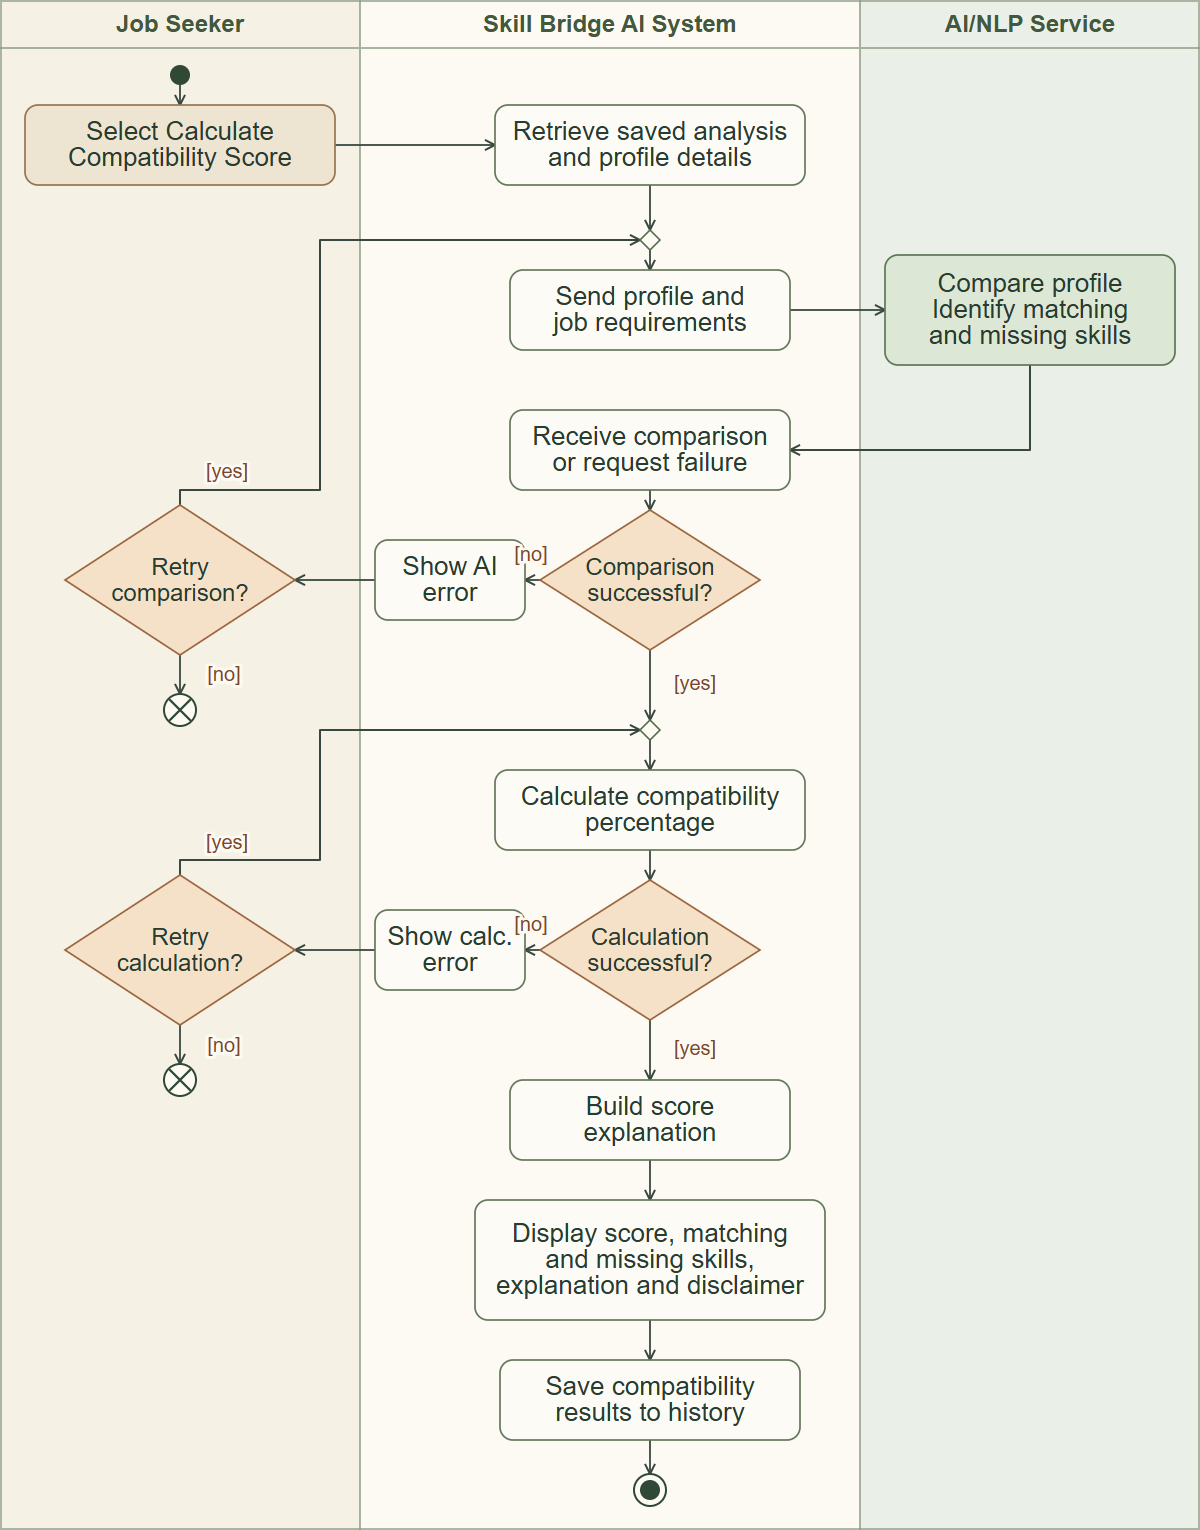 Job Seeker
Skill Bridge AI System
AI/NLP Service
Select Calculate
Compatibility Score
Retrieve saved analysis
and profile details
Send profile and
job requirements
Compare profile
Identify matching
and missing skills
Receive comparison
or request failure
[yes]
Retry
comparison?
Show AI
error
[no]
Comparison
successful?
[no]
[yes]
Calculate compatibility
percentage
[yes]
Retry
calculation?
Show calc.
error
[no]
Calculation
successful?
[no]
[yes]
Build score
explanation
Display score, matching
and missing skills,
explanation and disclaimer
Save compatibility
results to history